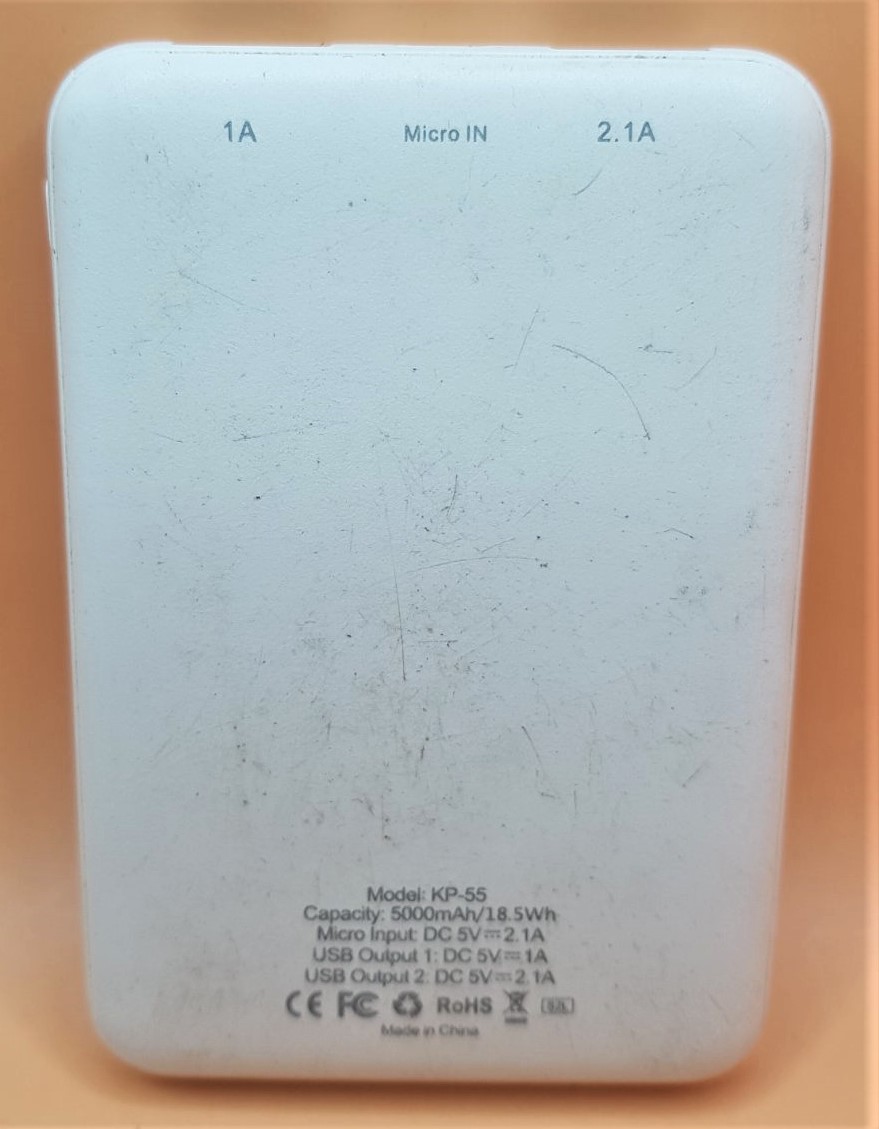 1A Micro IN 2.1A
Model: KP-55
Capacity: 5000mAh/18.5Wh
Micro Input: DC 5V⎓2.1A
USB Output 1: DC 5V⎓1A
USB Output 2: DC 5V⎓2.1A
CE FC RoHS
Made in China